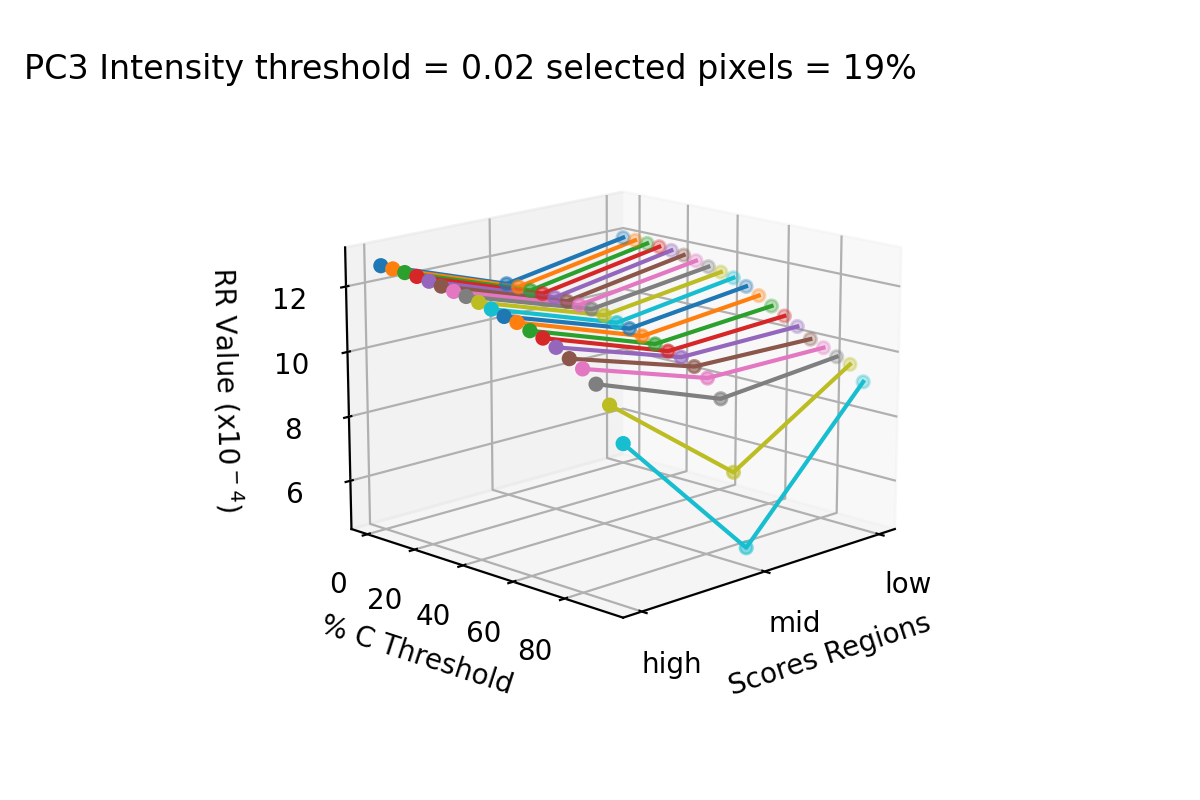 PC3 Intensity threshold = 0.02 selected pixels = 19%
RR Value (x10⁻⁴)
12
10
8
6
0
20
40
60
80
% C Threshold
high
mid
low
Scores Regions